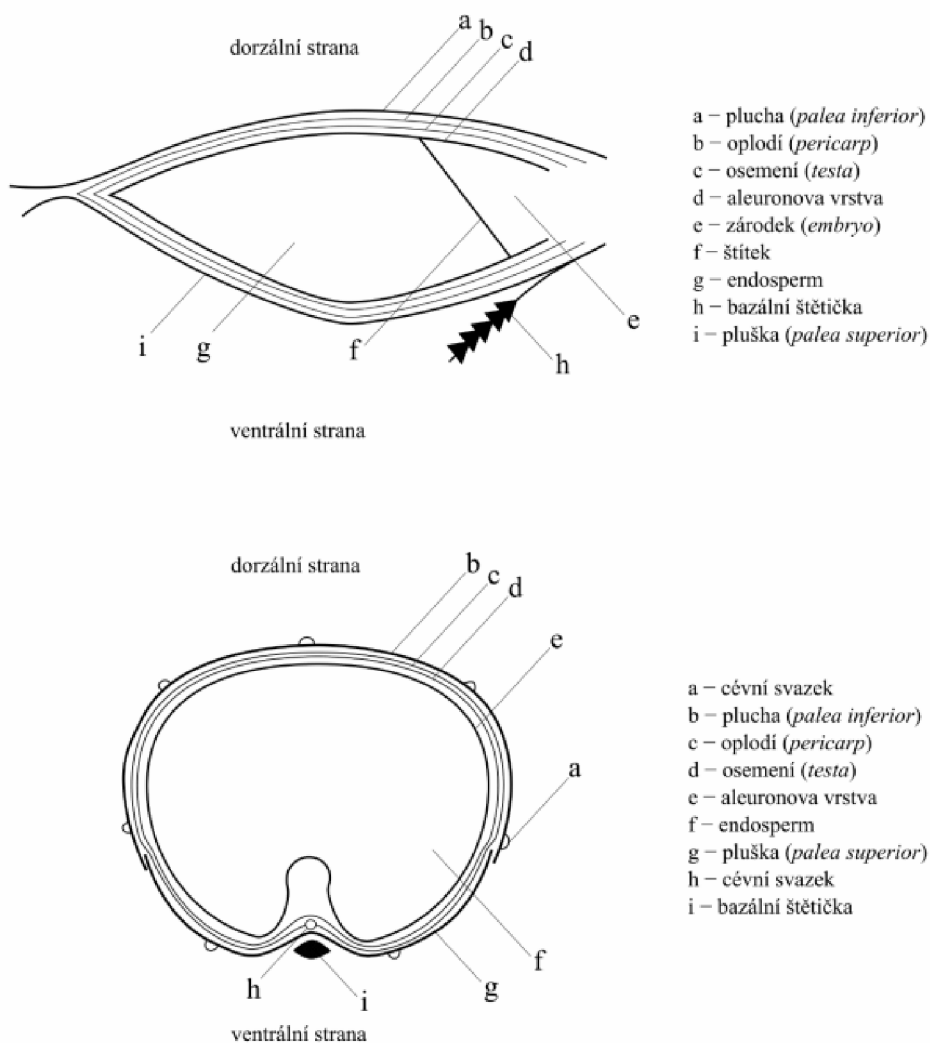 dorzální strana
a
b
c
d
a − plucha (palea inferior)
b − oplodí (pericarp)
c − osemení (testa)
d − aleuronova vrstva
e − zárodek (embryo)
f − štítek
g − endosperm
h − bazální štětička
i − pluška (palea superior)
i
g
f
h
e
ventrální strana
dorzální strana
b
c
d
e
a
a − cévní svazek
b − plucha (palea inferior)
c − oplodí (pericarp)
d − osemení (testa)
e − aleuronova vrstva
f − endosperm
g − pluška (palea superior)
h − cévní svazek
i − bazální štětička
h
i
g
f
ventrální strana